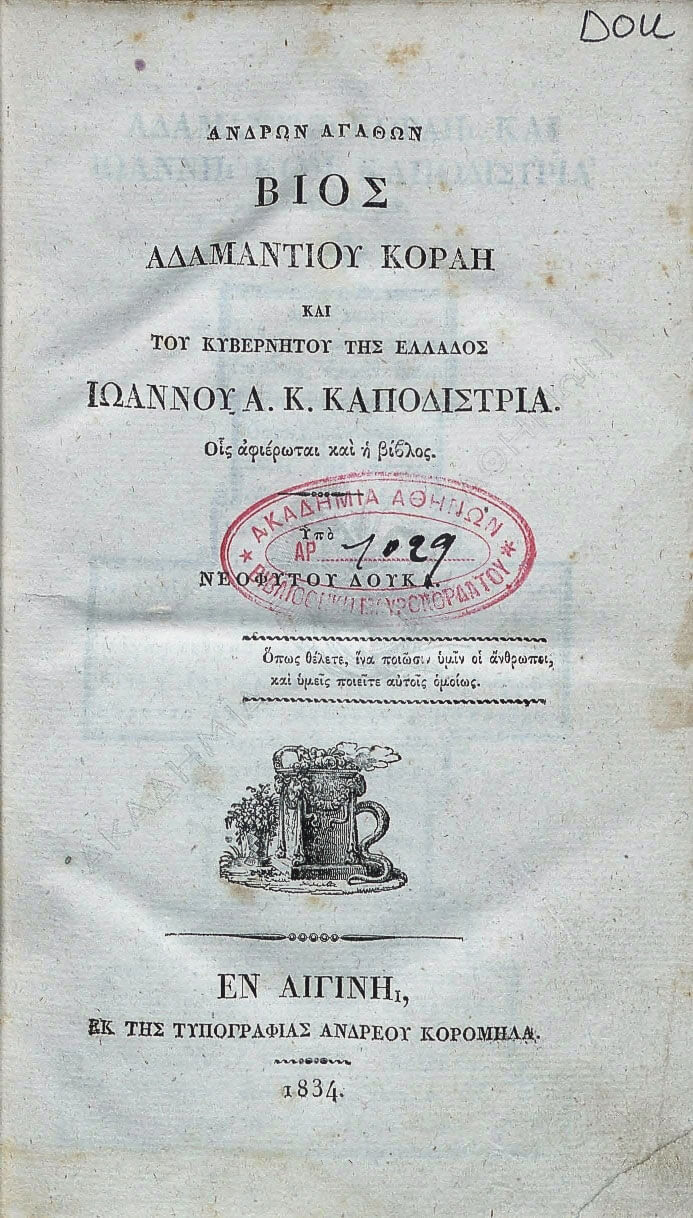 DOU
ΑΝΔΡΩΝ ΑΓΑΘΩΝ
ΒΙΟΣ
ΑΔΑΜΑΝΤΙΟΥ ΚΟΡΑΗ
ΚΑΙ
ΤΟΥ ΚΥΒΕΡΝΗΤΟΥ ΤΗΣ ΕΛΛΑΔΟΣ
ΙΩΑΝΝΟΥ Α. Κ. ΚΑΠΟΔΙΣΤΡΙΑ.
Οἷς ἀφιέρωται καὶ ἡ βίϐλος.
ΑΚΑΔΗΜΙΑ ΑΘΗΝΩΝ
Ὑπὸ
ΑΡ 1029
ΝΕΟΦΥΤΟΥ ΔΟΥΚΑ.
ΒΙΒΛΙΟΘΗΚΗ ΜΑΥΡΟΚΟΡΔΑΤΟΥ
Ὅπως θέλετε, ἵνα ποιῶσιν ὑμῖν οἱ ἄνθρωποι,
καὶ ὑμεῖς ποιεῖτε αὐτοῖς ὁμοίως.
ΕΝ ΑΙΓΙΝΗι,
ΕΚ ΤΗΣ ΤΥΠΟΓΡΑΦΙΑΣ ΑΝΔΡΕΟΥ ΚΟΡΟΜΗΛΑ.
1834.